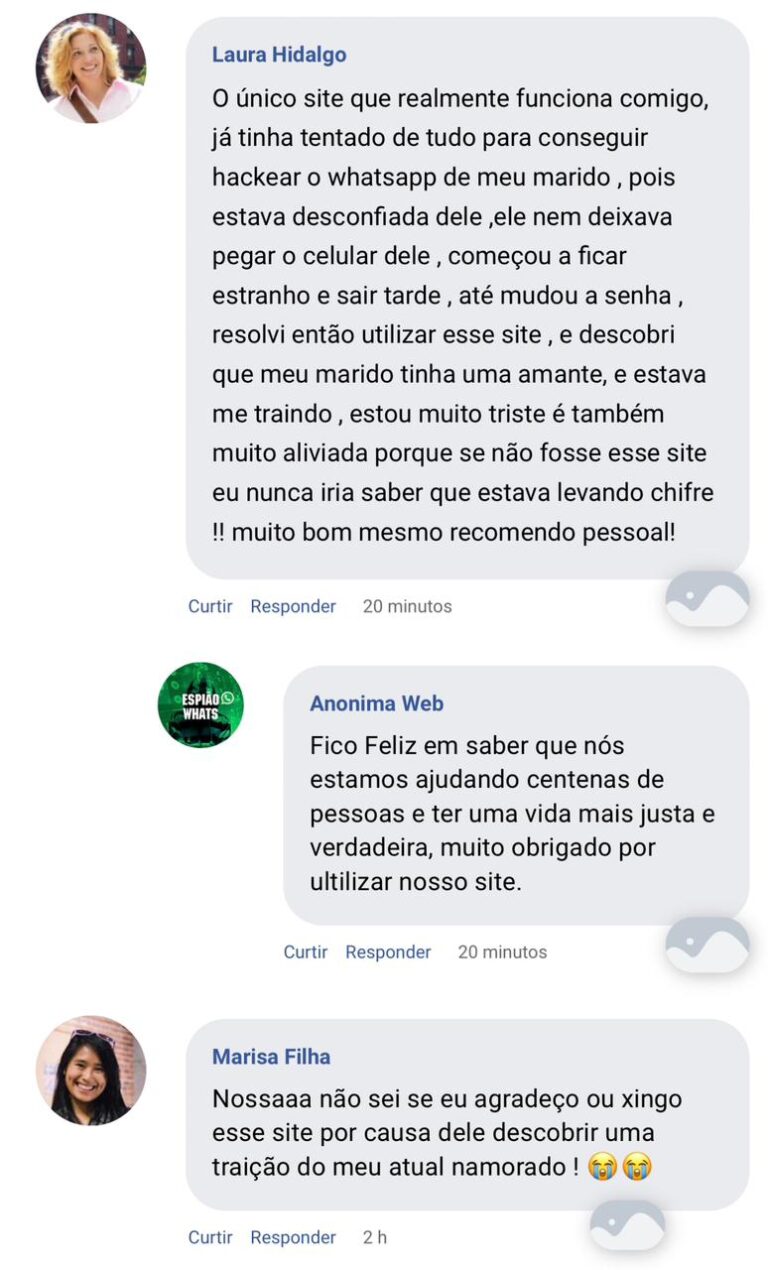 Laura Hidalgo
O único site que realmente funciona comigo,
já tinha tentado de tudo para conseguir
hackear o whatsapp de meu marido , pois
estava desconfiada dele ,ele nem deixava
pegar o celular dele , começou a ficar
estranho e sair tarde , até mudou a senha ,
resolvi então utilizar esse site , e descobri
que meu marido tinha uma amante, e estava
me traindo , estou muito triste é também
muito aliviada porque se não fosse esse site
eu nunca iria saber que estava levando chifre
!! muito bom mesmo recomendo pessoal!
Curtir Responder 20 minutos
ESPIÃO
WHATS
Anonima Web
Fico Feliz em saber que nós
estamos ajudando centenas de
pessoas e ter uma vida mais justa e
verdadeira, muito obrigado por
ultilizar nosso site.
Curtir Responder 20 minutos
Marisa Filha
Nossaaa não sei se eu agradeço ou xingo
esse site por causa dele descobrir uma
traição do meu atual namorado ! 😭😭
Curtir Responder 2 h